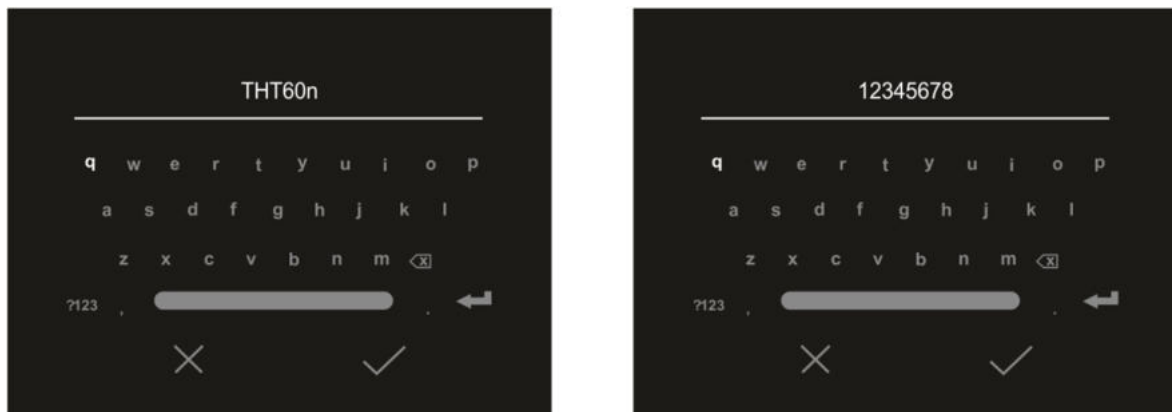 THT60n
q w e r t y u i o p
a s d f g h j k l
z x c v b n m
?123 , .
12345678
q w e r t y u i o p
a s d f g h j k l
z x c v b n m
?123 , .